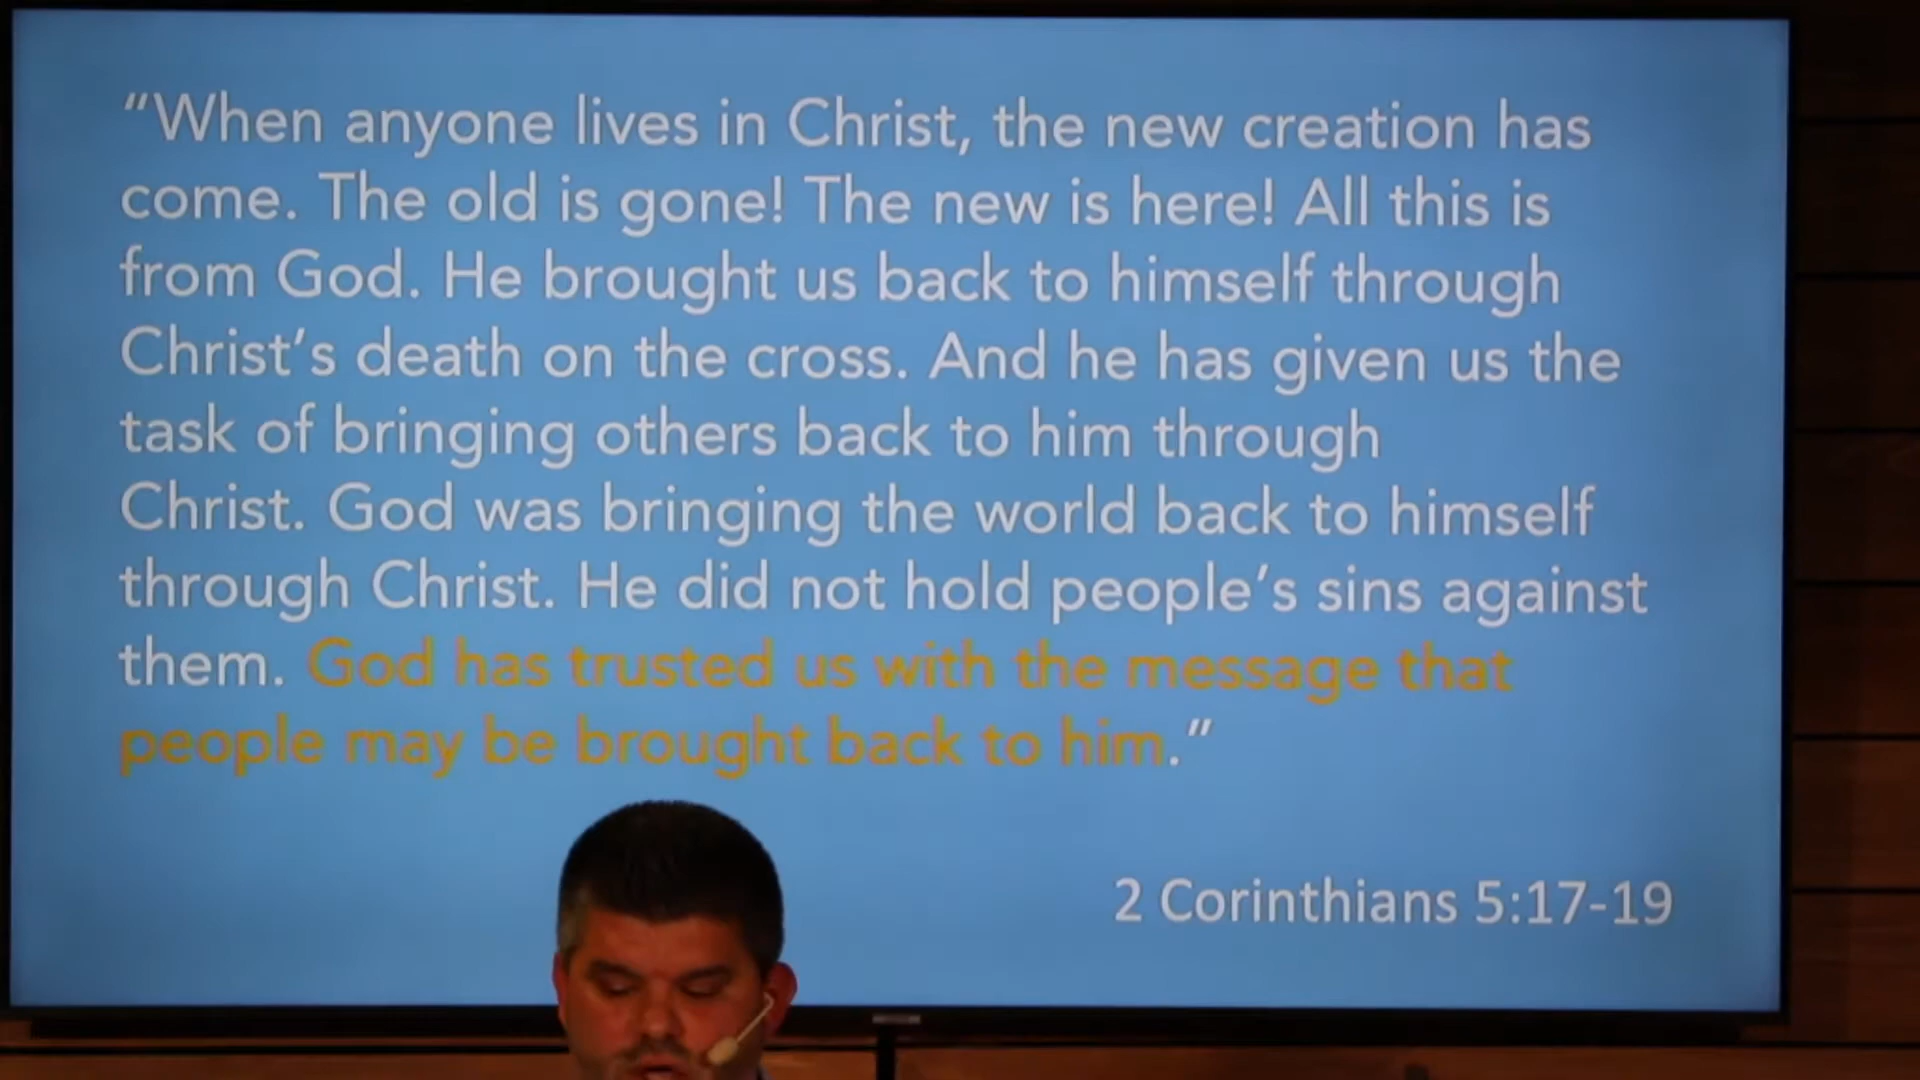 “When anyone lives in Christ, the new creation has
come. The old is gone! The new is here! All this is
from God. He brought us back to himself through
Christ’s death on the cross. And he has given us the
task of bringing others back to him through
Christ. God was bringing the world back to himself
through Christ. He did not hold people’s sins against
them. God has trusted us with the message that
people may be brought back to him.”
2 Corinthians 5:17-19